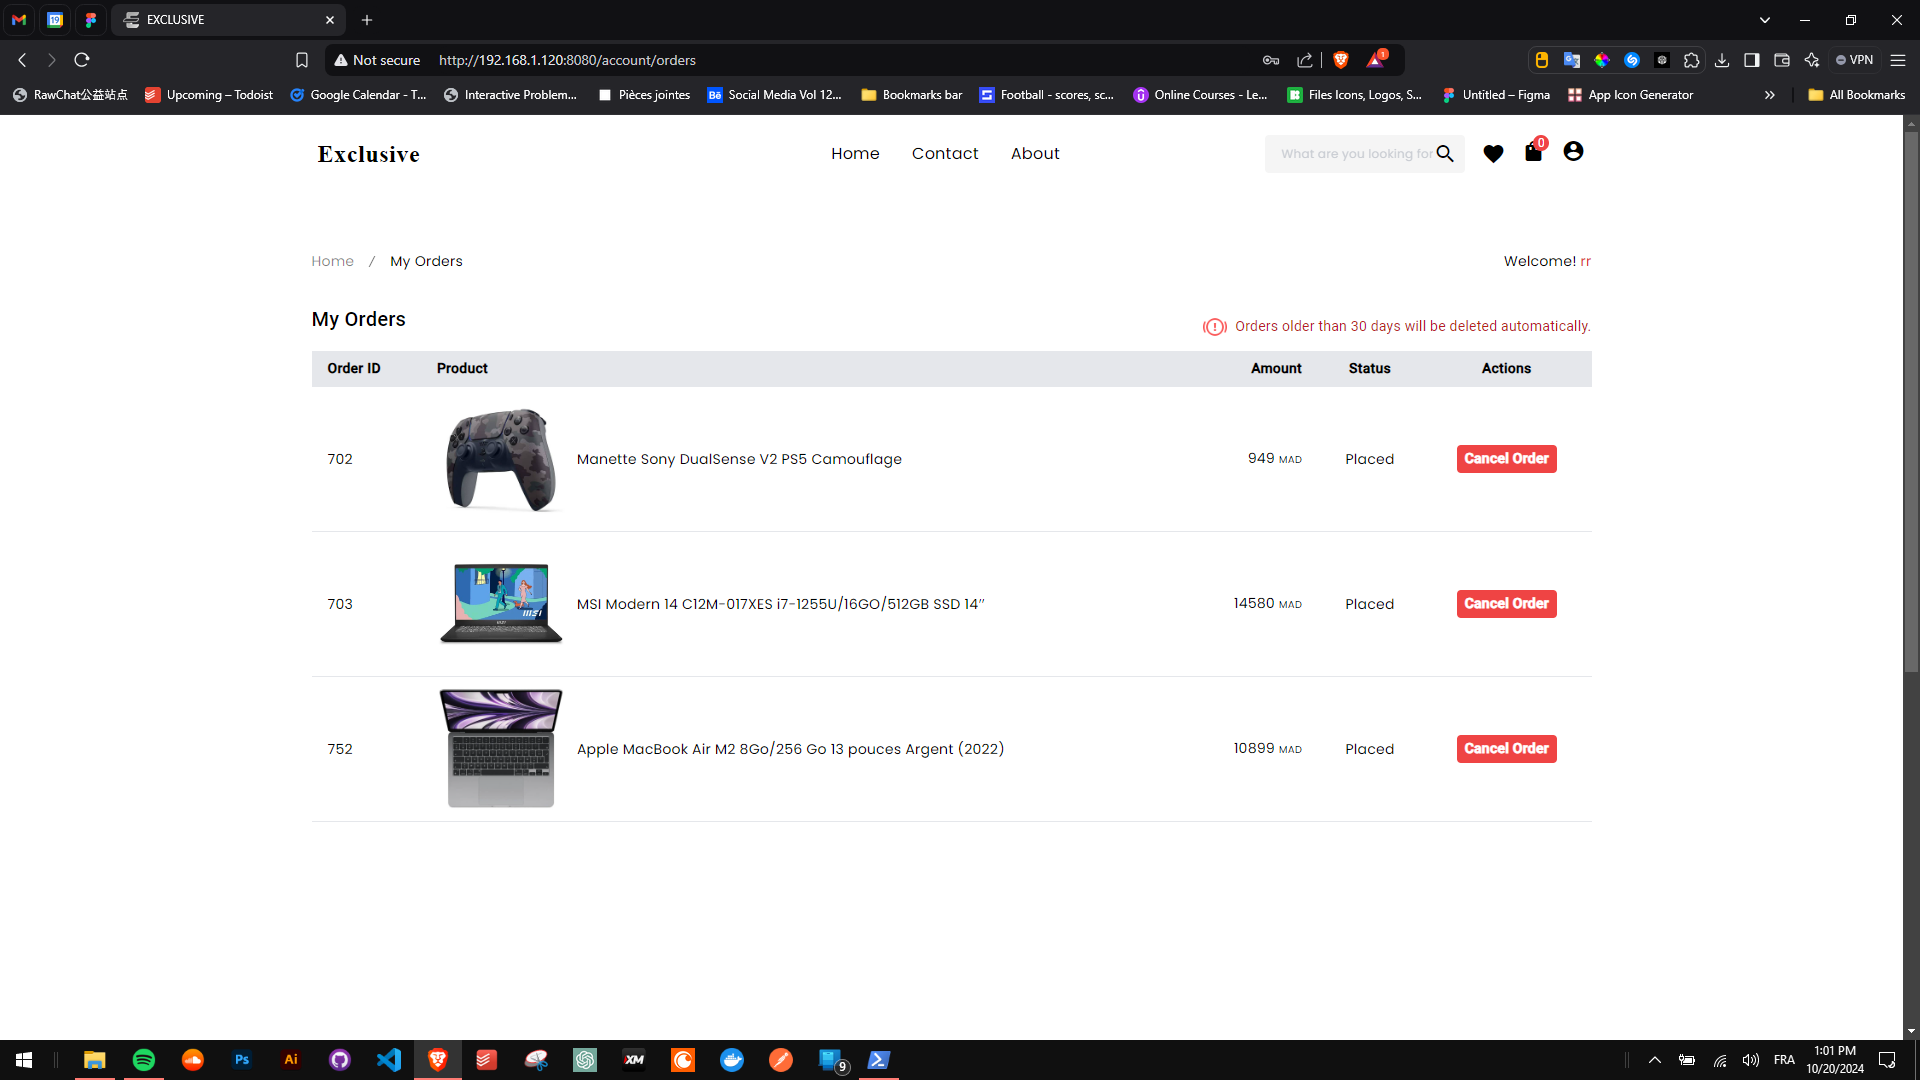 EXCLUSIVE
Not secure http://192.168.1.120:8080/account/orders 1 VPN
RawChat公益站点 Upcoming – Todoist Google Calendar - T... Interactive Problem... Pièces jointes Social Media Vol 12... Bookmarks bar Football - scores, sc... Online Courses - Le... Files Icons, Logos, S... Untitled – Figma App Icon Generator All Bookmarks
Exclusive Home Contact About What are you looking for 0
Home / My Orders Welcome! rr
My Orders Orders older than 30 days will be deleted automatically.
Order ID Product Amount Status Actions
702 Manette Sony DualSense V2 PS5 Camouflage 949 MAD Placed Cancel Order
703 MSI Modern 14 C12M-017XES i7-1255U/16GO/512GB SSD 14″ 14580 MAD Placed Cancel Order
752 Apple MacBook Air M2 8Go/256 Go 13 pouces Argent (2022) 10899 MAD Placed Cancel Order
Ps Ai XM 9 FRA 1:01 PM
10/20/2024